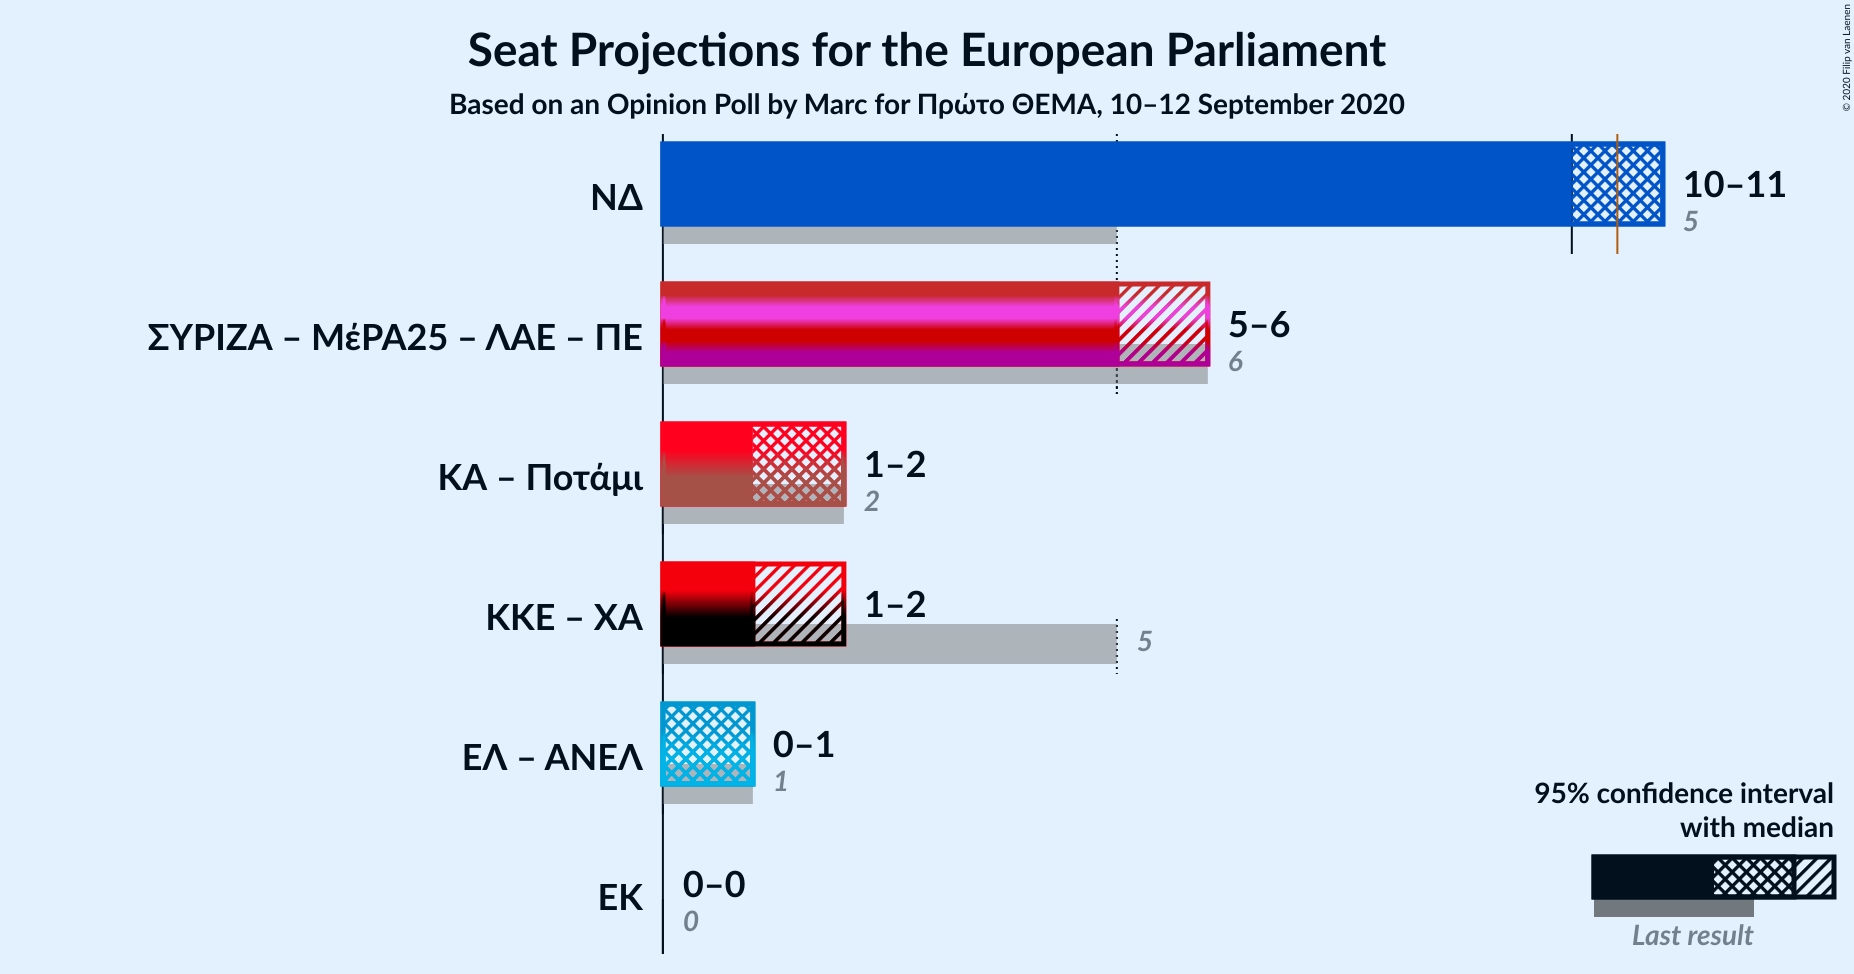 Seat Projections for the European Parliament
Based on an Opinion Poll by Marc for Πρώτο ΘΕΜΑ, 10–12 September 2020
© 2020 Filip van Laenen
ΝΔ
10–11
5
ΣΥΡΙΖΑ – ΜέΡΑ25 – ΛΑΕ – ΠΕ
5–6
6
ΚΑ – Ποτάμι
1–2
2
ΚΚΕ – ΧΑ
1–2
5
ΕΛ – ΑΝΕΛ
0–1
1
ΕΚ
0–0
0
95% confidence interval
with median
Last result